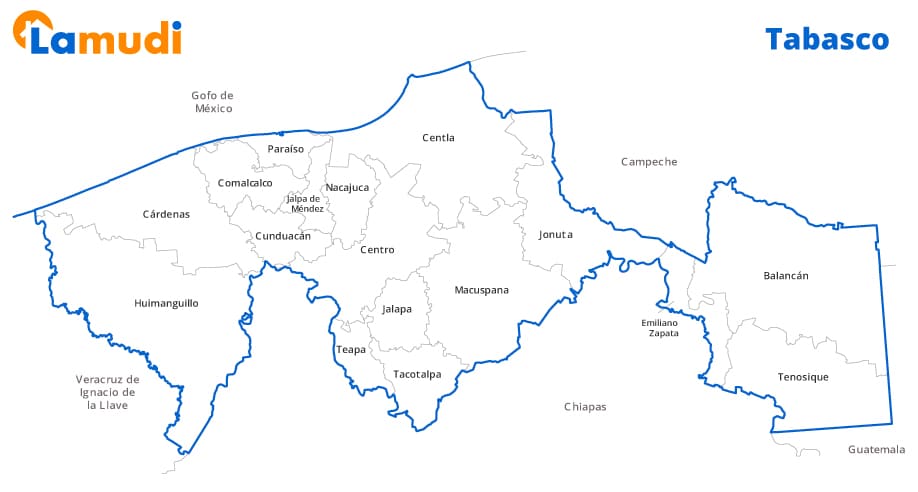 Lamudi
Tabasco
Gofo de
México
Centla
Paraíso
Campeche
Comalcalco
Nacajuca
Jalpa de
Méndez
Cárdenas
Cunduacán
Jonuta
Centro
Balancán
Macuspana
Huimanguillo
Jalapa
Emiliano
Zapata
Teapa
Tacotalpa
Tenosique
Veracruz de
Ignacio de
la Llave
Chiapas
Guatemala